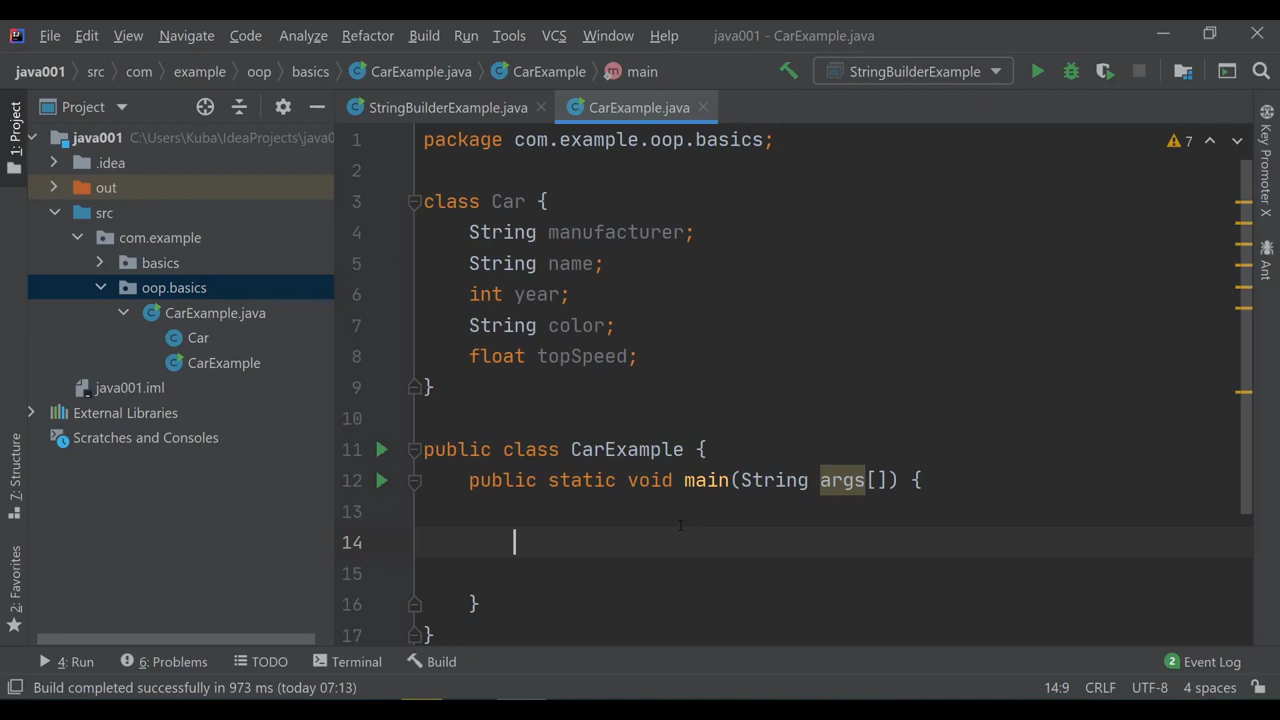 File Edit View Navigate Code Analyze Refactor Build Run Tools VCS Window Help java001 - CarExample.java
java001 src com example oop basics CarExample.java CarExample main StringBuilderExample
1: Project
Project
StringBuilderExample.java
CarExample.java
java001 C:\Users\Kuba\IdeaProjects\java0
.idea
out
src
com.example
basics
oop.basics
CarExample.java
Car
CarExample
java001.iml
External Libraries
Scratches and Consoles
7: Structure
2: Favorites
1 package com.example.oop.basics;
2
3 class Car {
4 String manufacturer;
5 String name;
6 int year;
7 String color;
8 float topSpeed;
9 }
10
11 public class CarExample {
12 public static void main(String args[]) {
13
14
15
16 }
17 }
7
Key Promoter X
Ant
4: Run 6: Problems TODO Terminal Build 2 Event Log
Build completed successfully in 973 ms (today 07:13) 14:9 CRLF UTF-8 4 spaces